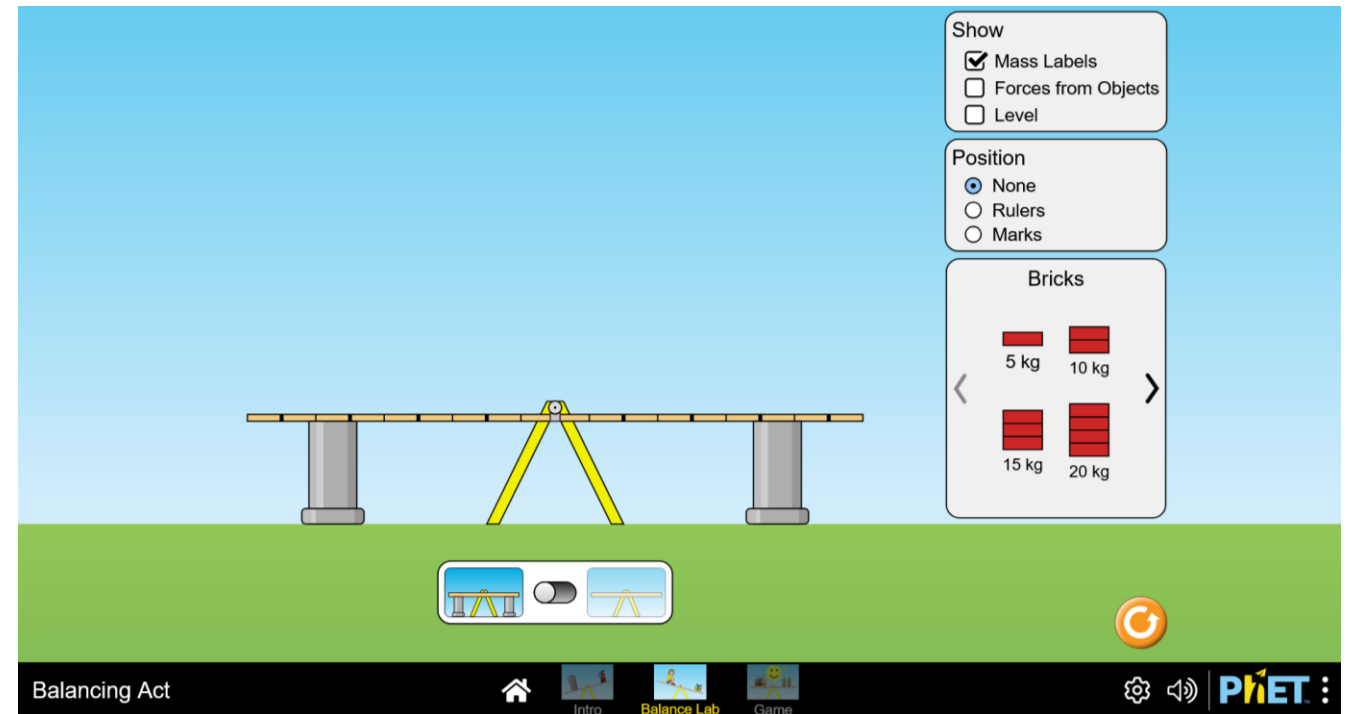 Show
Mass Labels
Forces from Objects
Level
Position
None
Rulers
Marks
Bricks
5 kg
10 kg
15 kg
20 kg
Balancing Act
Intro
Balance Lab
Game
PhET